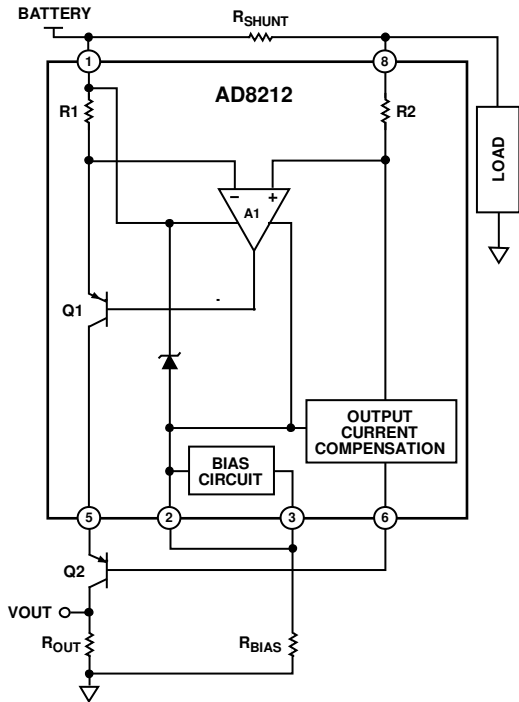 BATTERY
RSHUNT
1
8
AD8212
R1
R2
LOAD
− +
A1
Q1
OUTPUT
CURRENT
COMPENSATION
BIAS
CIRCUIT
5
2
3
6
Q2
VOUT
ROUT
RBIAS